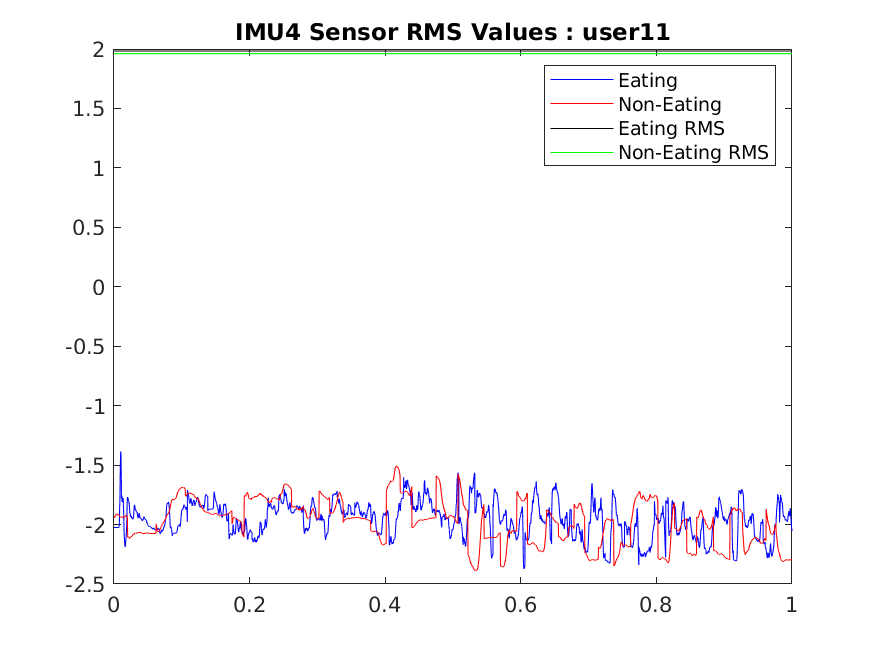 IMU4 Sensor RMS Values : user11
2
1.5
1
0.5
0
-0.5
-1
-1.5
-2
-2.5
Eating
Non-Eating
Eating RMS
Non-Eating RMS
0 0.2 0.4 0.6 0.8 1